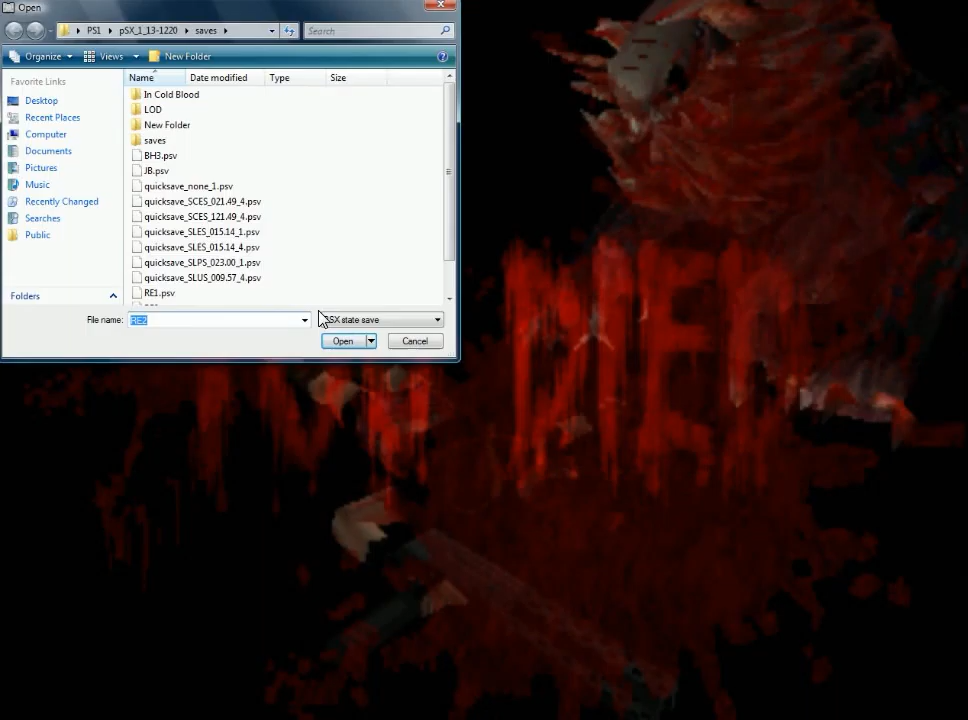 Open
PS1 pSX_1_13-1220 saves Search
Organize Views New Folder
Favorite Links
Desktop
Recent Places
Computer
Documents
Pictures
Music
Recently Changed
Searches
Public
Folders
Name Date modified Type Size
In Cold Blood
LOD
New Folder
saves
BH3.psv
JB.psv
quicksave_none_1.psv
quicksave_SCES_021.49_4.psv
quicksave_SCES_121.49_4.psv
quicksave_SLES_015.14_1.psv
quicksave_SLES_015.14_4.psv
quicksave_SLPS_023.00_1.psv
quicksave_SLUS_009.57_4.psv
RE1.psv
File name: RE2 PSX state save
Open Cancel
DIED